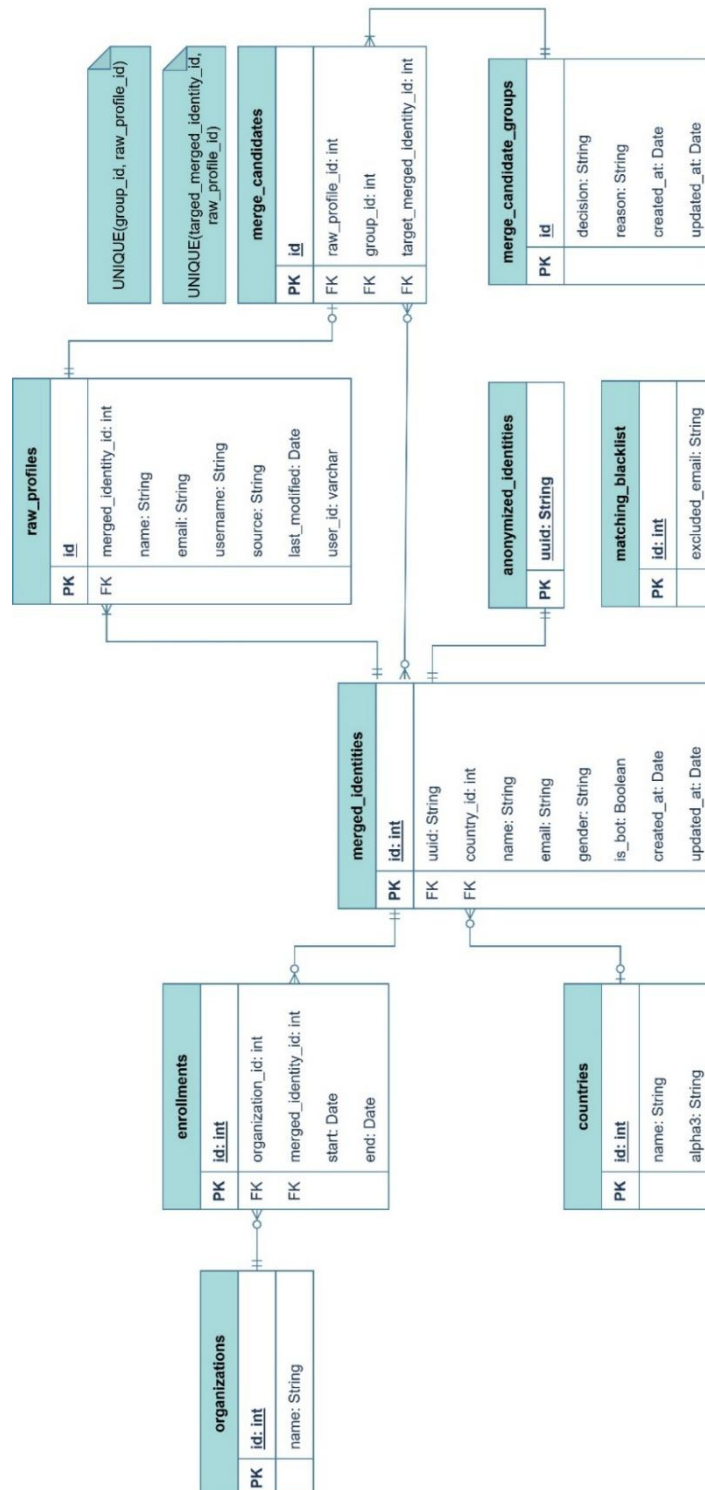 organizations
PK id: int
name: String
enrollments
PK id: int
FK organization_id: int
FK merged_identity_id: int
start: Date
end: Date
countries
PK id: int
name: String
alpha3: String
merged_identities
PK id: int
FK uuid: String
FK country_id: int
name: String
email: String
gender: String
is_bot: Boolean
created_at: Date
updated_at: Date
raw_profiles
PK id
FK merged_identity_id: int
name: String
email: String
username: String
source: String
last_modified: Date
user_id: varchar
anonymized_identities
PK uuid: String
matching_blacklist
PK id: int
excluded_email: String
UNIQUE(group_id, raw_profile_id)
UNIQUE(targed_merged_identity_id,
raw_profile_id)
merge_candidates
PK id
FK raw_profile_id: int
FK group_id: int
FK target_merged_identity_id: int
merge_candidate_groups
PK id
decision: String
reason: String
created_at: Date
updated_at: Date